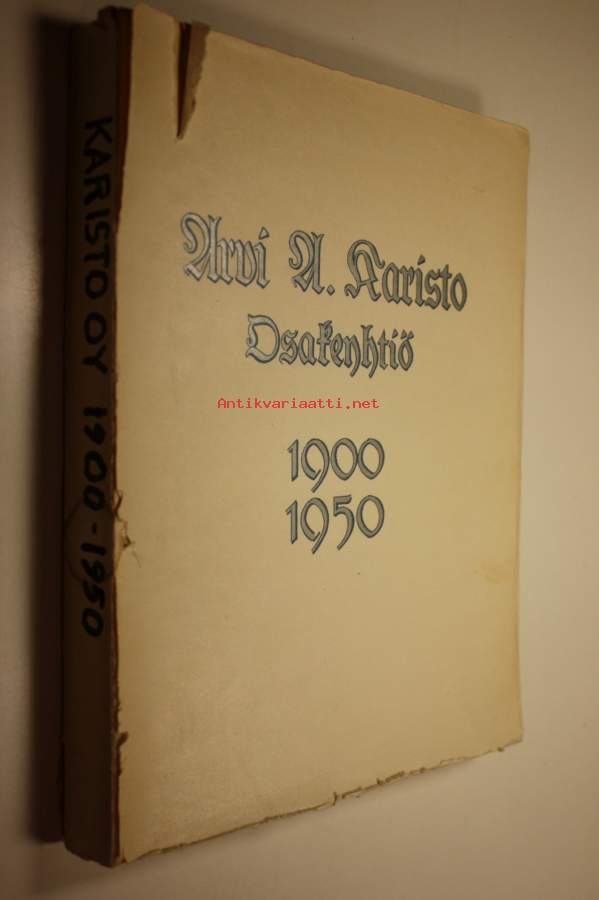 KARISTO OY 1900-1950
Arvi A. Karisto
Osakeyhtiö
Antikvariaatti.net
1900
1950